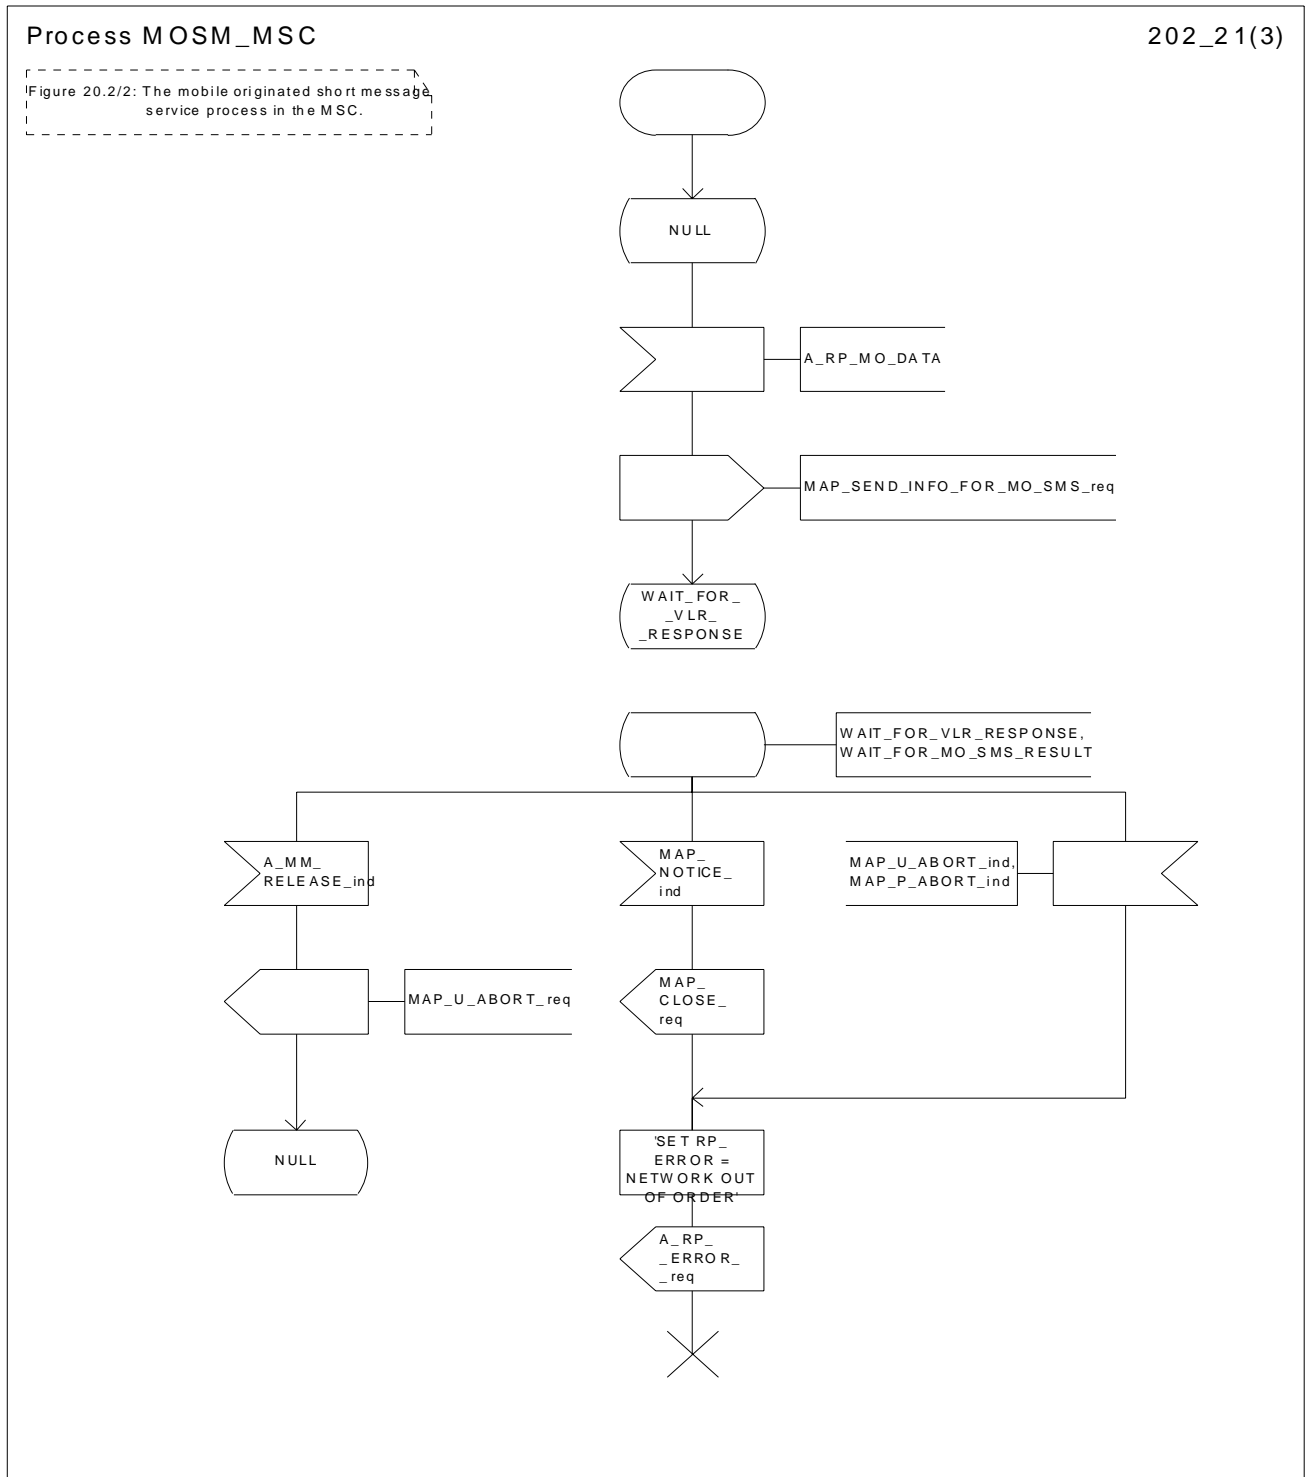 Process MOSM_MSC
202_21(3)
Figure 20.2/2: The mobile originated short message
service process in the MSC.
NULL
A_RP_MO_DATA
MAP_SEND_INFO_FOR_MO_SMS_req
WAIT_FOR_
_VLR_
_RESPONSE
WAIT_FOR_VLR_RESPONSE,
WAIT_FOR_MO_SMS_RESULT
A_MM_
RELEASE_ind
MAP_
NOTICE_
ind
MAP_U_ABORT_ind,
MAP_P_ABORT_ind
MAP_U_ABORT_req
MAP_
CLOSE_
req
NULL
'SET RP_
ERROR =
NETWORK OUT
OF ORDER'
A_RP_
_ERROR_
_req